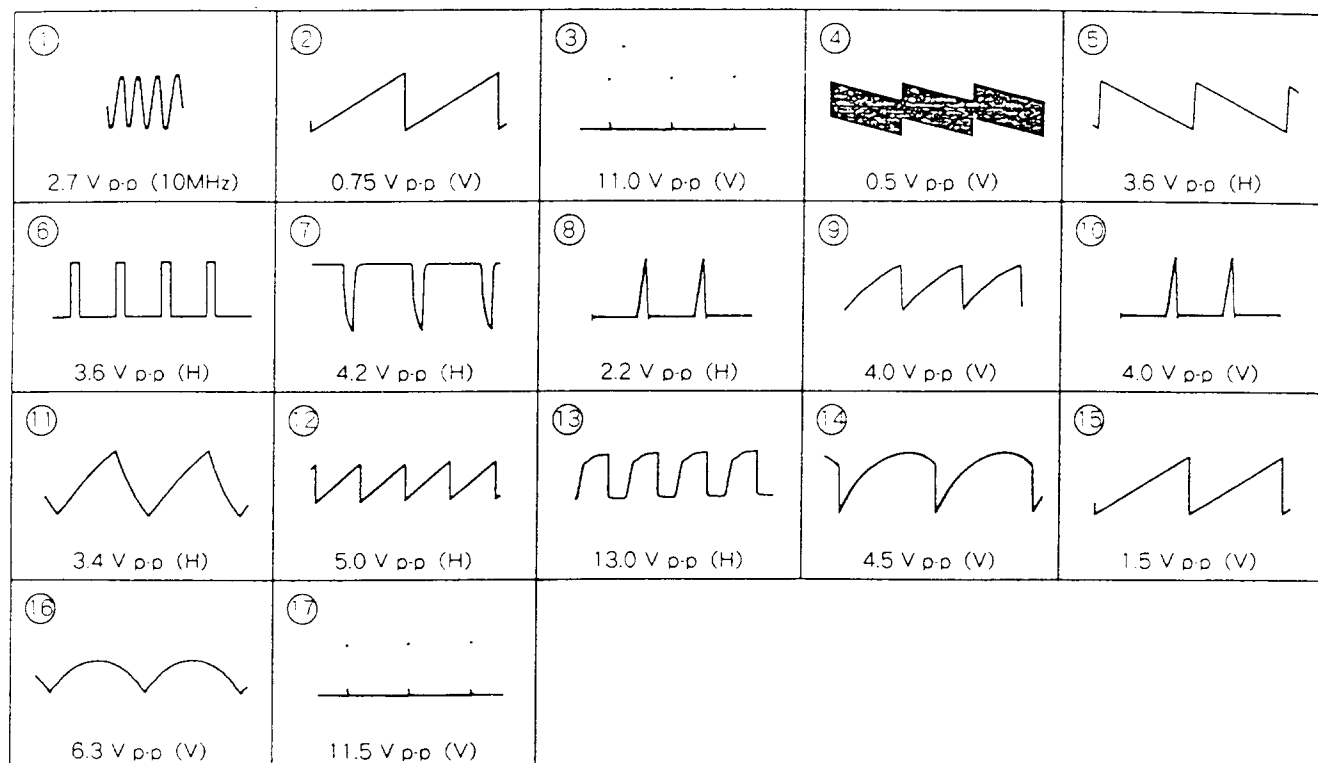 ① ② ③ ④ ⑤
2.7 V p-p (10MHz) 0.75 V p-p (V) 11.0 V p-p (V) 0.5 V p-p (V) 3.6 V p-p (H)
⑥ ⑦ ⑧ ⑨ ⑩
3.6 V p-p (H) 4.2 V p-p (H) 2.2 V p-p (H) 4.0 V p-p (V) 4.0 V p-p (V)
⑪ ⑫ ⑬ ⑭ ⑮
3.4 V p-p (H) 5.0 V p-p (H) 13.0 V p-p (H) 4.5 V p-p (V) 1.5 V p-p (V)
⑯ ⑰
6.3 V p-p (V) 11.5 V p-p (V)